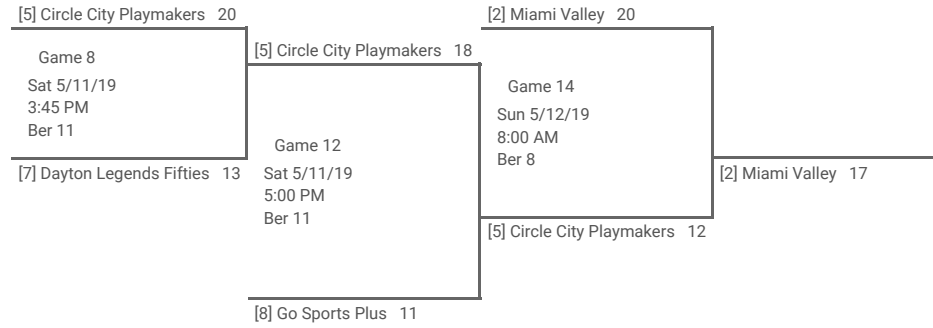 [5] Circle City Playmakers 20
Game 8
Sat 5/11/19
3:45 PM
Ber 11
[7] Dayton Legends Fifties 13
[5] Circle City Playmakers 18
Game 12
Sat 5/11/19
5:00 PM
Ber 11
[8] Go Sports Plus 11
[2] Miami Valley 20
Game 14
Sun 5/12/19
8:00 AM
Ber 8
[5] Circle City Playmakers 12
[2] Miami Valley 17